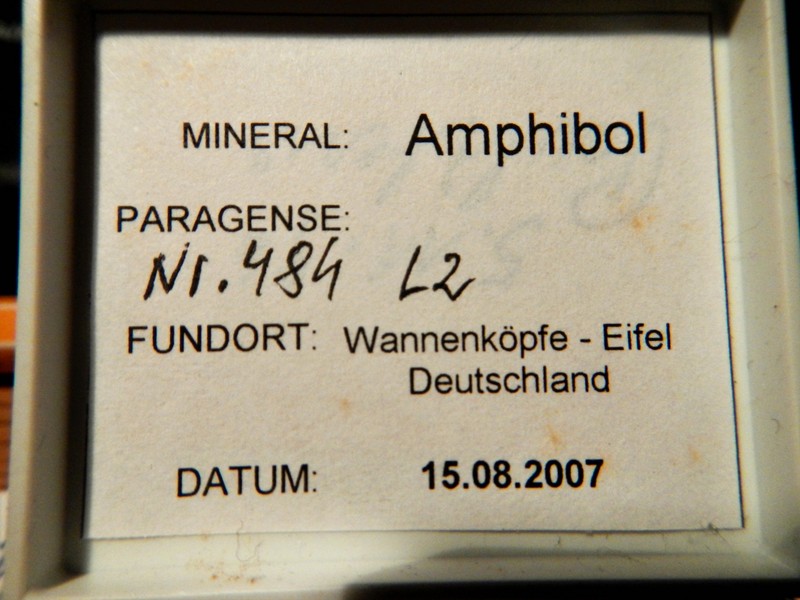 MINERAL: Amphibol
PARAGENSE:
Nr. 484 L2
FUNDORT: Wannenköpfe - Eifel
Deutschland
DATUM: 15.08.2007